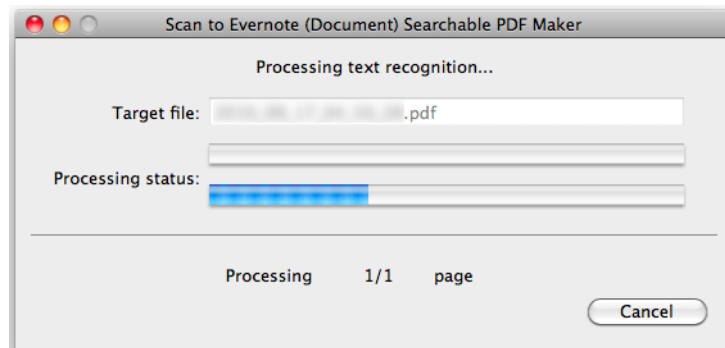 Scan to Evernote (Document) Searchable PDF Maker
Processing text recognition...
Target file: .pdf
Processing status:
Processing 1/1 page
Cancel